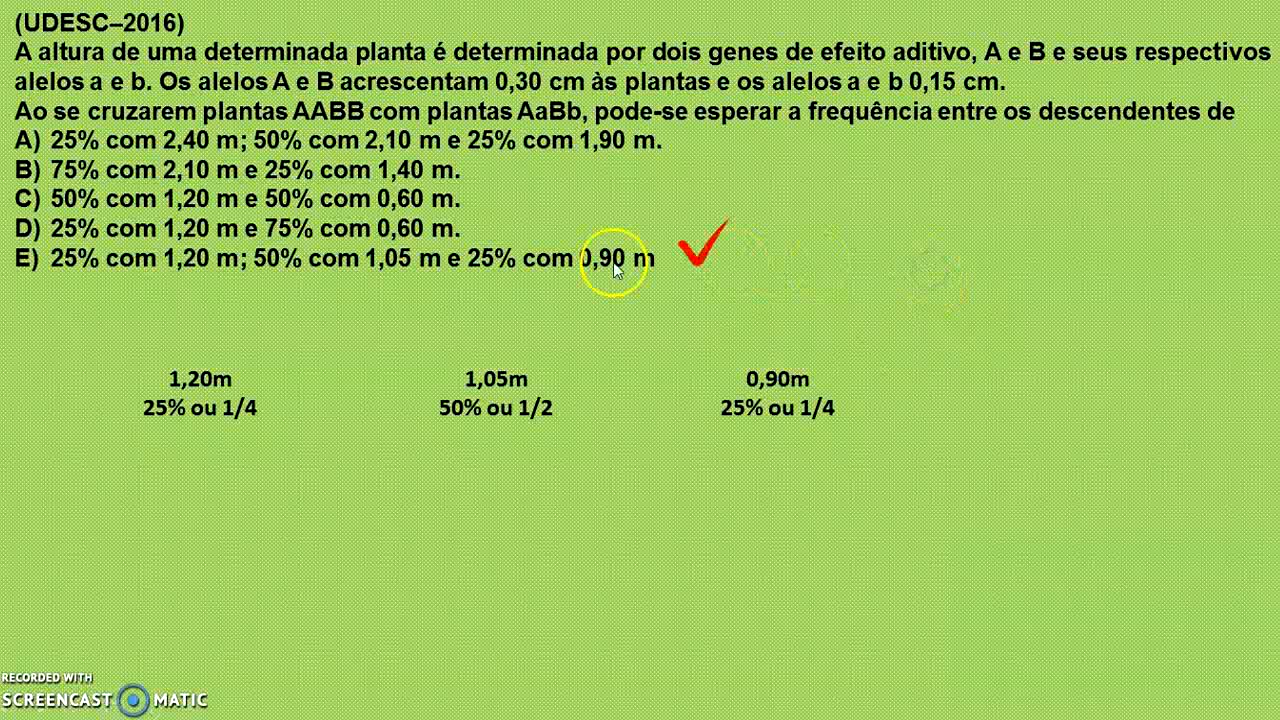 (UDESC–2016)
A altura de uma determinada planta é determinada por dois genes de efeito aditivo, A e B e seus respectivos
alelos a e b. Os alelos A e B acrescentam 0,30 cm às plantas e os alelos a e b 0,15 cm.
Ao se cruzarem plantas AABB com plantas AaBb, pode-se esperar a frequência entre os descendentes de
A) 25% com 2,40 m; 50% com 2,10 m e 25% com 1,90 m.
B) 75% com 2,10 m e 25% com 1,40 m.
C) 50% com 1,20 m e 50% com 0,60 m.
D) 25% com 1,20 m e 75% com 0,60 m.
E) 25% com 1,20 m; 50% com 1,05 m e 25% com 0,90 m
1,20m 1,05m 0,90m
25% ou 1/4 50% ou 1/2 25% ou 1/4
RECORDED WITH
SCREENCAST MATIC